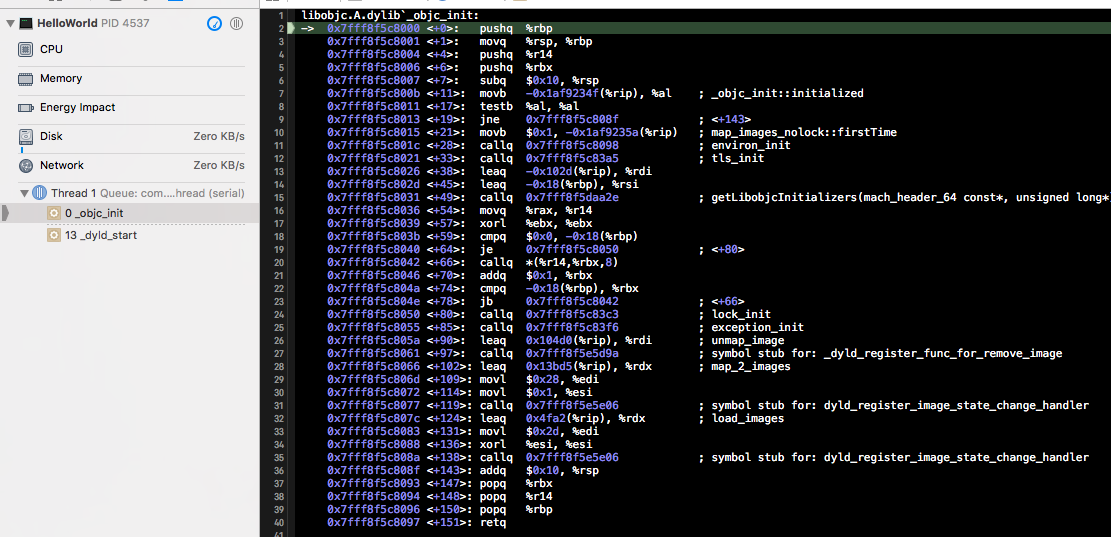 HelloWorld PID 4537
CPU
Memory
Energy Impact
Disk Zero KB/s
Network Zero KB/s
Thread 1 Queue: com....hread (serial)
0 _objc_init
13 _dyld_start
1 libobjc.A.dylib`_objc_init:
2 -> 0x7fff8f5c8000 <+0>: pushq %rbp
3 0x7fff8f5c8001 <+1>: movq %rsp, %rbp
4 0x7fff8f5c8004 <+4>: pushq %r14
5 0x7fff8f5c8006 <+6>: pushq %rbx
6 0x7fff8f5c8007 <+7>: subq $0x10, %rsp
7 0x7fff8f5c800b <+11>: movb -0x1af9234f(%rip), %al ; _objc_init::initialized
8 0x7fff8f5c8011 <+17>: testb %al, %al
9 0x7fff8f5c8013 <+19>: jne 0x7fff8f5c808f ; <+143>
10 0x7fff8f5c8015 <+21>: movb $0x1, -0x1af9235a(%rip) ; map_images_nolock::firstTime
11 0x7fff8f5c801c <+28>: callq 0x7fff8f5c8098 ; environ_init
12 0x7fff8f5c8021 <+33>: callq 0x7fff8f5c83a5 ; tls_init
13 0x7fff8f5c8026 <+38>: leaq -0x102d(%rip), %rdi
14 0x7fff8f5c802d <+45>: leaq -0x18(%rbp), %rsi
15 0x7fff8f5c8031 <+49>: callq 0x7fff8f5daa2e ; getLibobjcInitializers(mach_header_64 const*, unsigned long*
16 0x7fff8f5c8036 <+54>: movq %rax, %r14
17 0x7fff8f5c8039 <+57>: xorl %ebx, %ebx
18 0x7fff8f5c803b <+59>: cmpq $0x0, -0x18(%rbp)
19 0x7fff8f5c8040 <+64>: je 0x7fff8f5c8050 ; <+80>
20 0x7fff8f5c8042 <+66>: callq *(%r14,%rbx,8)
21 0x7fff8f5c8046 <+70>: addq $0x1, %rbx
22 0x7fff8f5c804a <+74>: cmpq -0x18(%rbp), %rbx
23 0x7fff8f5c804e <+78>: jb 0x7fff8f5c8042 ; <+66>
24 0x7fff8f5c8050 <+80>: callq 0x7fff8f5c83c3 ; lock_init
25 0x7fff8f5c8055 <+85>: callq 0x7fff8f5c83f6 ; exception_init
26 0x7fff8f5c805a <+90>: leaq 0x104d0(%rip), %rdi ; unmap_image
27 0x7fff8f5c8061 <+97>: callq 0x7fff8f5e5d9a ; symbol stub for: _dyld_register_func_for_remove_image
28 0x7fff8f5c8066 <+102>: leaq 0x13bd5(%rip), %rdx ; map_2_images
29 0x7fff8f5c806d <+109>: movl $0x28, %edi
30 0x7fff8f5c8072 <+114>: movl $0x1, %esi
31 0x7fff8f5c8077 <+119>: callq 0x7fff8f5e5e06 ; symbol stub for: dyld_register_image_state_change_handler
32 0x7fff8f5c807c <+124>: leaq 0x4fa2(%rip), %rdx ; load_images
33 0x7fff8f5c8083 <+131>: movl $0x2d, %edi
34 0x7fff8f5c8088 <+136>: xorl %esi, %esi
35 0x7fff8f5c808a <+138>: callq 0x7fff8f5e5e06 ; symbol stub for: dyld_register_image_state_change_handler
36 0x7fff8f5c808f <+143>: addq $0x10, %rsp
37 0x7fff8f5c8093 <+147>: popq %rbx
38 0x7fff8f5c8094 <+148>: popq %r14
39 0x7fff8f5c8096 <+150>: popq %rbp
40 0x7fff8f5c8097 <+151>: retq
41